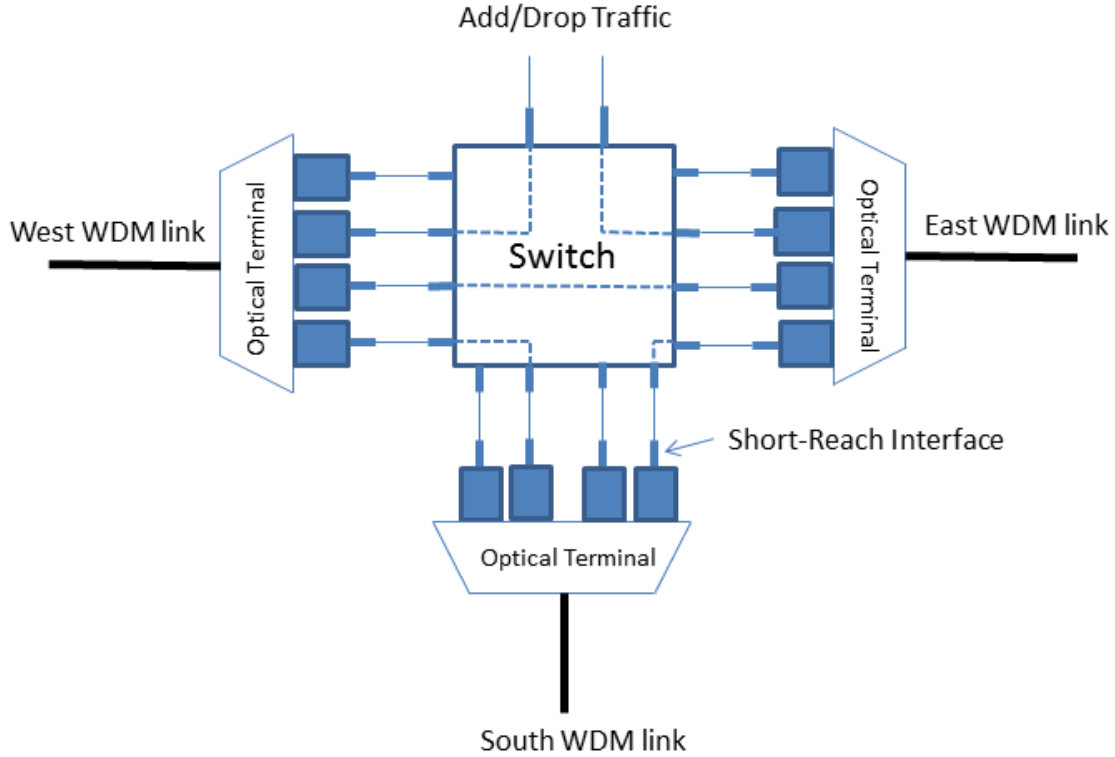 Add/Drop Traffic
West WDM link
Optical Terminal
Switch
Optical Terminal
East WDM link
Short-Reach Interface
Optical Terminal
South WDM link